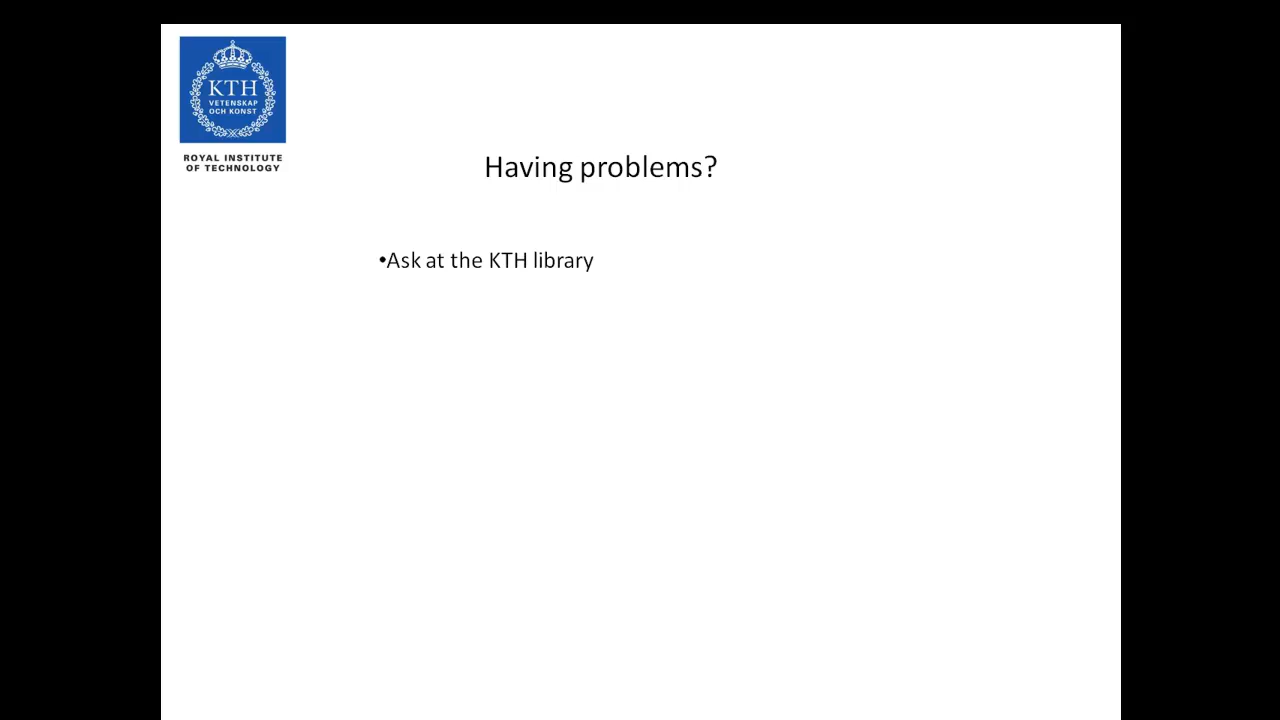 KTH
VETENSKAP
OCH KONST
ROYAL INSTITUTE
OF TECHNOLOGY
Having problems?
•Ask at the KTH library